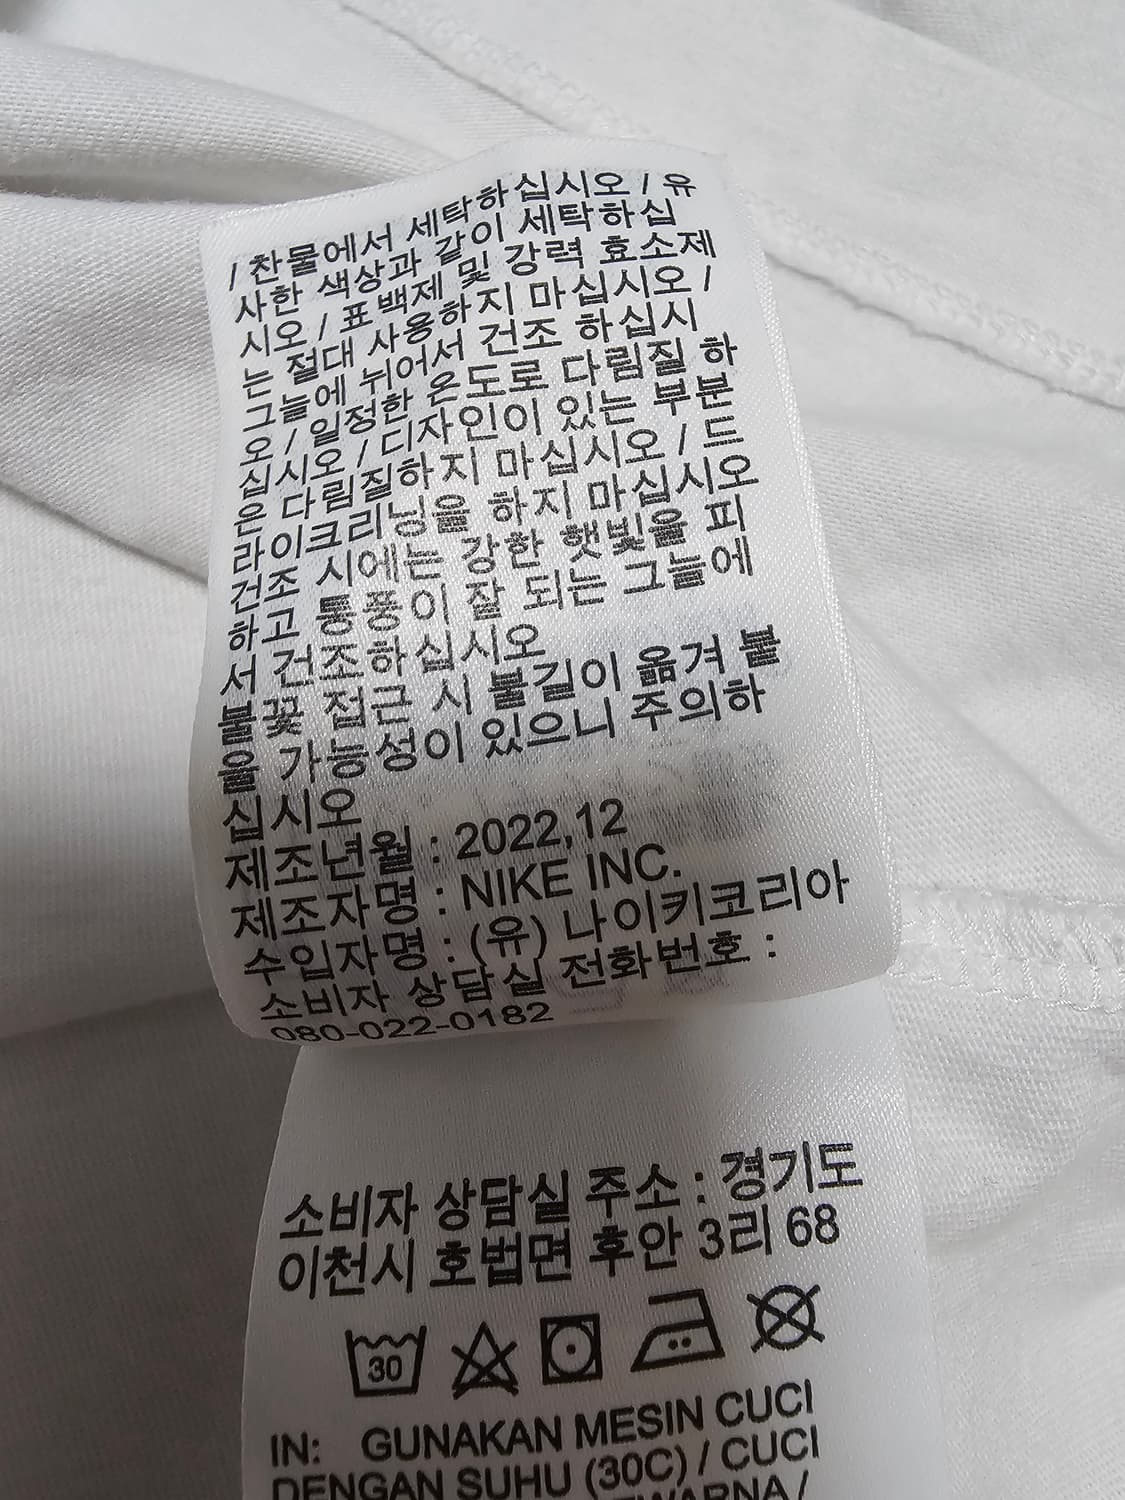 / 찬물에서 세탁하십시오 / 유
사한 색상과 같이 세탁하십
시오 / 표백제 및 강력 효소제
는 절대 사용하지 마십시오 /
그늘에 뉘어서 건조 하십시
오 / 일정한 온도로 다림질 하
십시오 / 디자인이 있는 부분
은 다림질하지 마십시오 / 드
라이크리닝을 하지 마십시오
건조 시에는 강한 햇빛을 피
하고 통풍이 잘 되는 그늘에
서 건조하십시오
불꽃 접근 시 불길이 옮겨 붙
을 가능성이 있으니 주의하
십시오
제조년월 : 2022,12
제조자명 : NIKE INC.
수입자명 : (유) 나이키코리아
소비자 상담실 전화번호 :
080-022-0182
소비자 상담실 주소 : 경기도
이천시 호법면 후안 3리 68
30
IN: GUNAKAN MESIN CUCI
DENGAN SUHU (30C) / CUCI